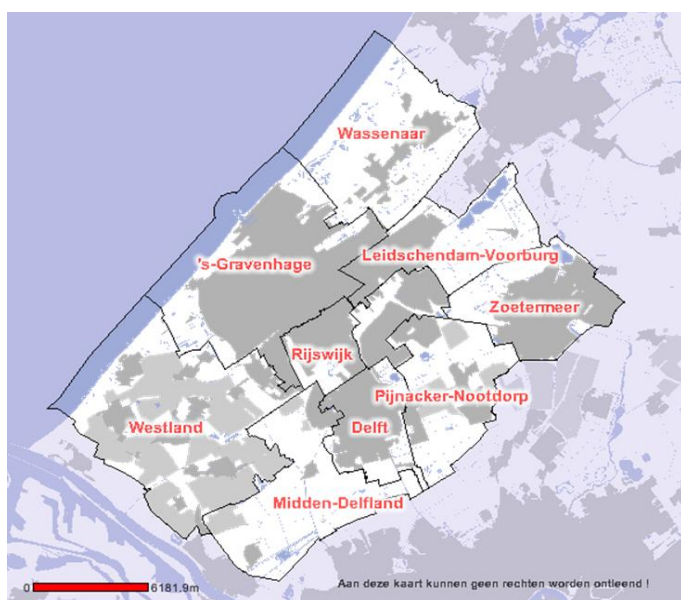 Wassenaar
's-Gravenhage
Leidschendam-Voorburg
Zoetermeer
Rijswijk
Pijnacker-Nootdorp
Westland
Delft
Midden-Delfland
0 6181.9m
Aan deze kaart kunnen geen rechten worden ontleend !